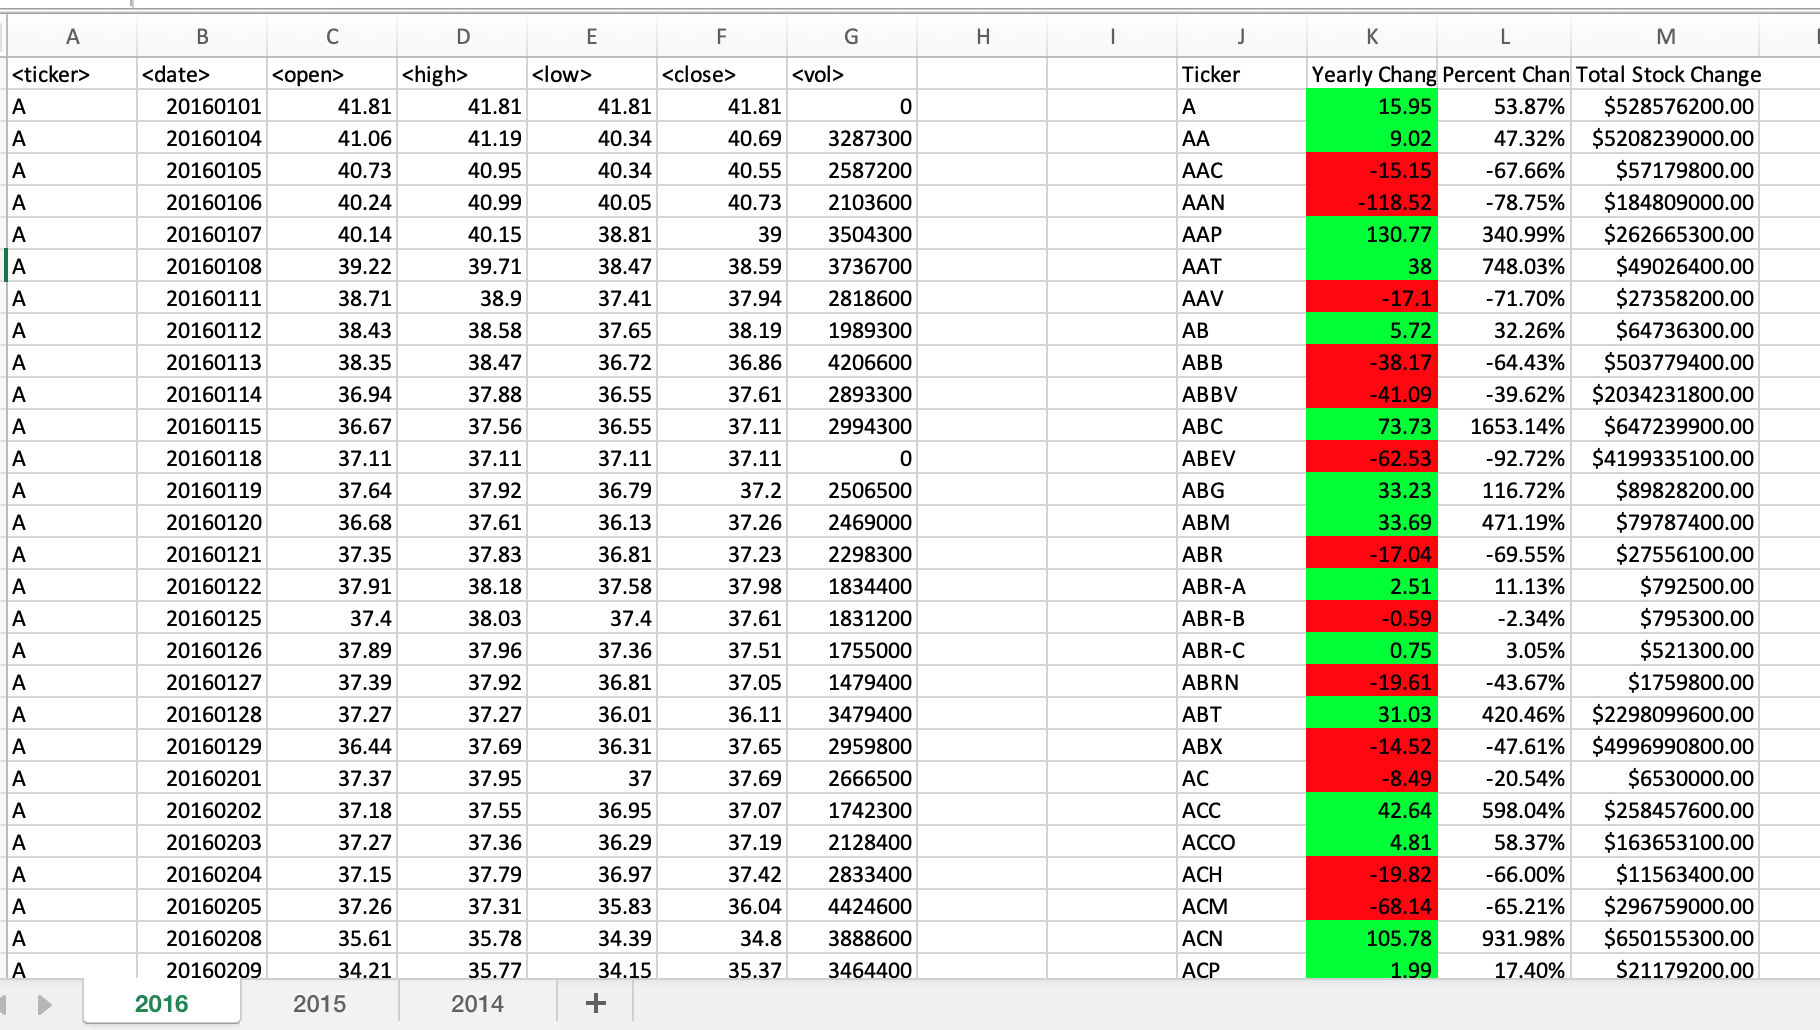 A B C D E F G H I J K L M
<ticker> <date> <open> <high> <low> <close> <vol> Ticker Yearly Chang Percent Chan Total Stock Change
A 20160101 41.81 41.81 41.81 41.81 0 A 15.95 53.87% $528576200.00
A 20160104 41.06 41.19 40.34 40.69 3287300 AA 9.02 47.32% $5208239000.00
A 20160105 40.73 40.95 40.34 40.55 2587200 AAC -15.15 -67.66% $57179800.00
A 20160106 40.24 40.99 40.05 40.73 2103600 AAN -118.52 -78.75% $184809000.00
A 20160107 40.14 40.15 38.81 39 3504300 AAP 130.77 340.99% $262665300.00
A 20160108 39.22 39.71 38.47 38.59 3736700 AAT 38 748.03% $49026400.00
A 20160111 38.71 38.9 37.41 37.94 2818600 AAV -17.1 -71.70% $27358200.00
A 20160112 38.43 38.58 37.65 38.19 1989300 AB 5.72 32.26% $64736300.00
A 20160113 38.35 38.47 36.72 36.86 4206600 ABB -38.17 -64.43% $503779400.00
A 20160114 36.94 37.88 36.55 37.61 2893300 ABBV -41.09 -39.62% $2034231800.00
A 20160115 36.67 37.56 36.55 37.11 2994300 ABC 73.73 1653.14% $647239900.00
A 20160118 37.11 37.11 37.11 37.11 0 ABEV -62.53 -92.72% $4199335100.00
A 20160119 37.64 37.92 36.79 37.2 2506500 ABG 33.23 116.72% $89828200.00
A 20160120 36.68 37.61 36.13 37.26 2469000 ABM 33.69 471.19% $79787400.00
A 20160121 37.35 37.83 36.81 37.23 2298300 ABR -17.04 -69.55% $27556100.00
A 20160122 37.91 38.18 37.58 37.98 1834400 ABR-A 2.51 11.13% $792500.00
A 20160125 37.4 38.03 37.4 37.61 1831200 ABR-B -0.59 -2.34% $795300.00
A 20160126 37.89 37.96 37.36 37.51 1755000 ABR-C 0.75 3.05% $521300.00
A 20160127 37.39 37.92 36.81 37.05 1479400 ABRN -19.61 -43.67% $1759800.00
A 20160128 37.27 37.27 36.01 36.11 3479400 ABT 31.03 420.46% $2298099600.00
A 20160129 36.44 37.69 36.31 37.65 2959800 ABX -14.52 -47.61% $4996990800.00
A 20160201 37.37 37.95 37 37.69 2666500 AC -8.49 -20.54% $6530000.00
A 20160202 37.18 37.55 36.95 37.07 1742300 ACC 42.64 598.04% $258457600.00
A 20160203 37.27 37.36 36.29 37.19 2128400 ACCO 4.81 58.37% $163653100.00
A 20160204 37.15 37.79 36.97 37.42 2833400 ACH -19.82 -66.00% $11563400.00
A 20160205 37.26 37.31 35.83 36.04 4424600 ACM -68.14 -65.21% $296759000.00
A 20160208 35.61 35.78 34.39 34.8 3888600 ACN 105.78 931.98% $650155300.00
A 20160209 34.21 35.77 34.15 35.37 3464400 ACP 1.99 17.40% $21179200.00
2016 2015 2014 +